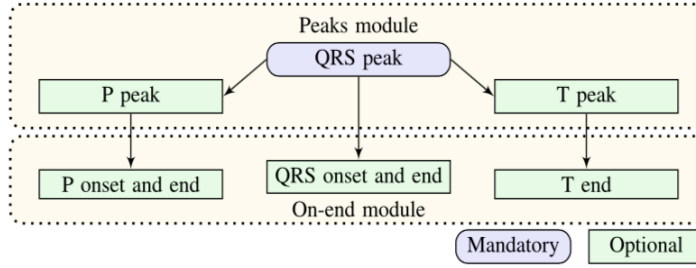 Peaks module
QRS peak
P peak
T peak
P onset and end
QRS onset and end
T end
On-end module
Mandatory
Optional